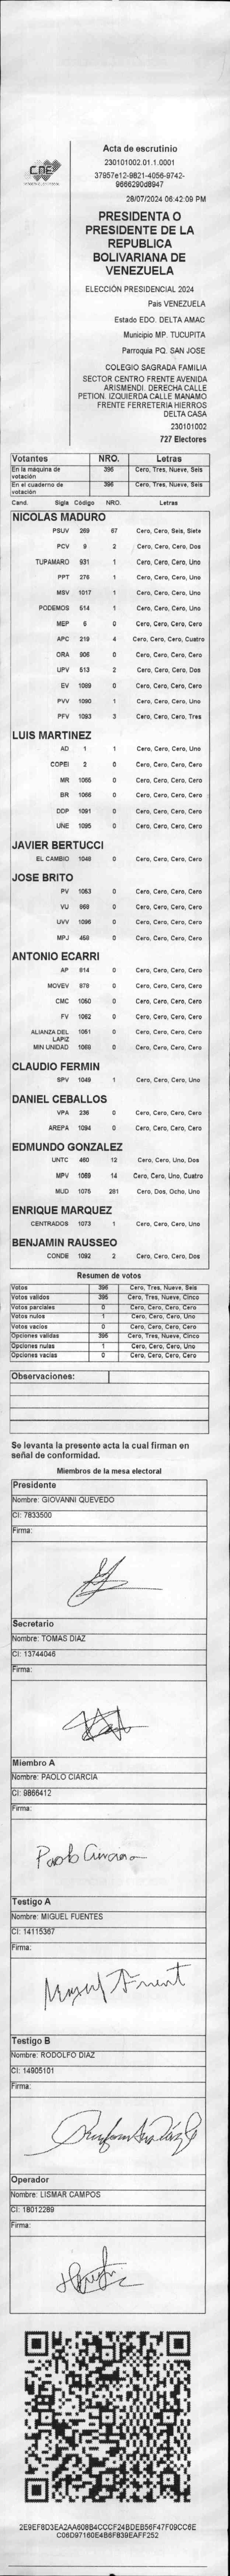 CNE
Acta de escrutinio
230101002.01.1.0001
37957e12-9821-4056-9742-
9666290d8947
28/07/2024 06:42:09 PM
PRESIDENTA O
PRESIDENTE DE LA
REPUBLICA
BOLIVARIANA DE
VENEZUELA
ELECCIÓN PRESIDENCIAL 2024
Pais VENEZUELA
Estado EDO. DELTA AMAC
Municipio MP. TUCUPITA
Parroquia PQ. SAN JOSE
COLEGIO SAGRADA FAMILIA
SECTOR CENTRO FRENTE AVENIDA
ARISMENDI. DERECHA CALLE
PETION. IZQUIERDA CALLE MANAMO
FRENTE FERRETERIA HIERROS
DELTA CASA
230101002
727 Electores
Votantes NRO. Letras
En la máquina de votación 396 Cero, Tres, Nueve, Seis
En el cuaderno de votación 396 Cero, Tres, Nueve, Seis
Cand. Sigla Código NRO. Letras
NICOLAS MADURO
PSUV 269 67 Cero, Cero, Seis, Siete
PCV 9 2 Cero, Cero, Cero, Dos
TUPAMARO 931 1 Cero, Cero, Cero, Uno
PPT 276 1 Cero, Cero, Cero, Uno
MSV 1017 1 Cero, Cero, Cero, Uno
PODEMOS 514 1 Cero, Cero, Cero, Uno
MEP 6 0 Cero, Cero, Cero, Cero
APC 219 4 Cero, Cero, Cero, Cuatro
ORA 906 0 Cero, Cero, Cero, Cero
UPV 513 2 Cero, Cero, Cero, Dos
EV 1089 0 Cero, Cero, Cero, Cero
PVV 1090 1 Cero, Cero, Cero, Uno
PFV 1093 3 Cero, Cero, Cero, Tres
LUIS MARTINEZ
AD 1 1 Cero, Cero, Cero, Uno
COPEI 2 0 Cero, Cero, Cero, Cero
MR 1055 0 Cero, Cero, Cero, Cero
BR 1066 0 Cero, Cero, Cero, Cero
DDP 1091 0 Cero, Cero, Cero, Cero
UNE 1095 0 Cero, Cero, Cero, Cero
JAVIER BERTUCCI
EL CAMBIO 1048 0 Cero, Cero, Cero, Cero
JOSE BRITO
PV 1053 0 Cero, Cero, Cero, Cero
VU 968 0 Cero, Cero, Cero, Cero
UVV 1096 0 Cero, Cero, Cero, Cero
MPJ 458 0 Cero, Cero, Cero, Cero
ANTONIO ECARRI
AP 914 0 Cero, Cero, Cero, Cero
MOVEV 979 0 Cero, Cero, Cero, Cero
CMC 1050 0 Cero, Cero, Cero, Cero
FV 1062 0 Cero, Cero, Cero, Cero
ALIANZA DEL LAPIZ 1051 0 Cero, Cero, Cero, Cero
MIN UNIDAD 1068 0 Cero, Cero, Cero, Cero
CLAUDIO FERMIN
SPV 1049 1 Cero, Cero, Cero, Uno
DANIEL CEBALLOS
VPA 236 0 Cero, Cero, Cero, Cero
AREPA 1094 0 Cero, Cero, Cero, Cero
EDMUNDO GONZALEZ
UNTC 460 12 Cero, Cero, Uno, Dos
MPV 1069 14 Cero, Cero, Uno, Cuatro
MUD 1075 281 Cero, Dos, Ocho, Uno
ENRIQUE MARQUEZ
CENTRADOS 1073 1 Cero, Cero, Cero, Uno
BENJAMIN RAUSSEO
CONDE 1092 2 Cero, Cero, Cero, Dos
Resumen de votos
Votos 396 Cero, Tres, Nueve, Seis
Votos validos 395 Cero, Tres, Nueve, Cinco
Votos parciales 0 Cero, Cero, Cero, Cero
Votos nulos 1 Cero, Cero, Cero, Uno
Votos vacios 0 Cero, Cero, Cero, Cero
Opciones validas 395 Cero, Tres, Nueve, Cinco
Opciones nulas 1 Cero, Cero, Cero, Uno
Opciones vacias 0 Cero, Cero, Cero, Cero
Observaciones:
Se levanta la presente acta la cual firman en
señal de conformidad.
Miembros de la mesa electoral
Presidente
Nombre: GIOVANNI QUEVEDO
CI: 7833500
Firma:
Secretario
Nombre: TOMAS DIAZ
CI: 13744046
Firma:
Miembro A
Nombre: PAOLO CIARCIA
CI: 9866412
Firma:
Testigo A
Nombre: MIGUEL FUENTES
CI: 14115367
Firma:
Testigo B
Nombre: RODOLFO DIAZ
CI: 14905101
Firma:
Operador
Nombre: LISMAR CAMPOS
CI: 18012289
Firma:
2E9EF8D3EA2AA608B4CCCF24BDEB56F47F09CC6E
C06D97160E4B6F839EAFF252